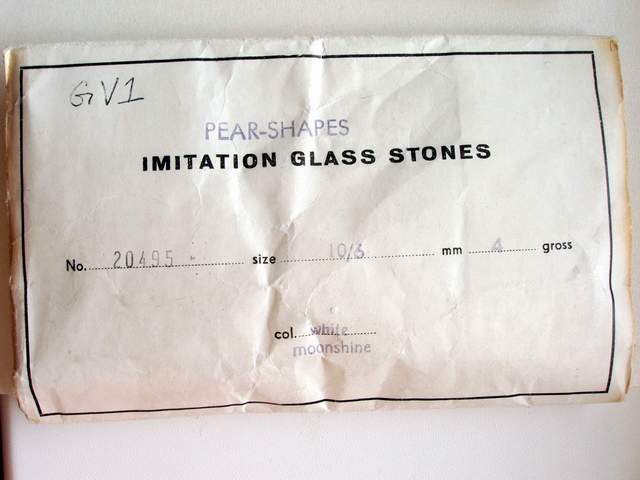 GV1
PEAR-SHAPES
IMITATION GLASS STONES
No. 20495 size 10/6 mm 4 gross
col. white
moonshine